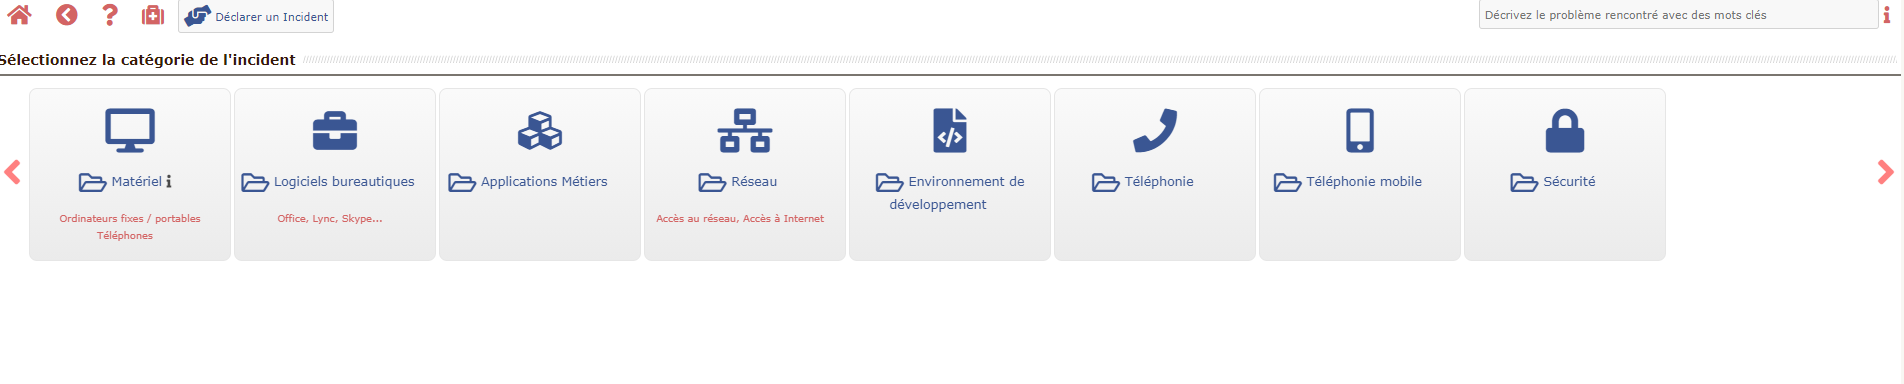 Déclarer un Incident
Décrivez le problème rencontré avec des mots clés
Sélectionnez la catégorie de l'incident
Matériel
Ordinateurs fixes / portables
Téléphones
Logiciels bureautiques
Office, Lync, Skype...
Applications Métiers
Réseau
Accès au réseau, Accès à Internet
Environnement de
développement
Téléphonie
Téléphonie mobile
Sécurité